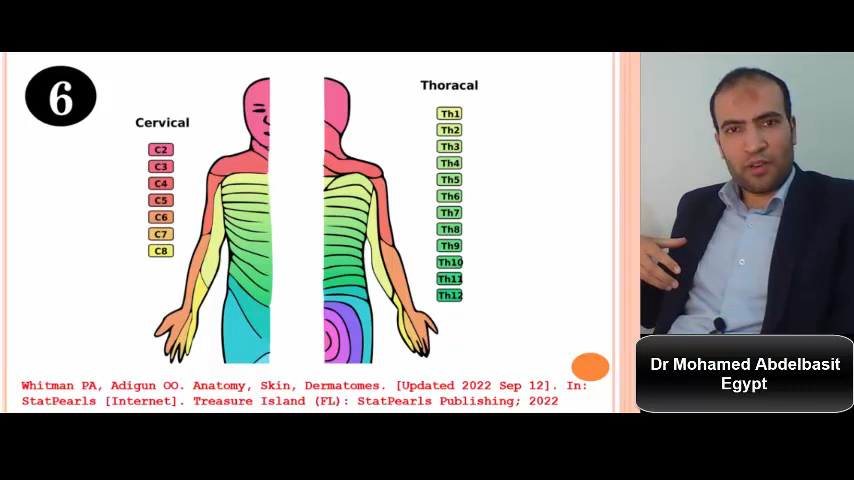 6
Cervical
C2
C3
C4
C5
C6
C7
C8
Thoracal
Th1
Th2
Th3
Th4
Th5
Th6
Th7
Th8
Th9
Th10
Th11
Th12
Whitman PA, Adigun OO. Anatomy, Skin, Dermatomes. [Updated 2022 Sep 12]. In:
StatPearls [Internet]. Treasure Island (FL): StatPearls Publishing; 2022
Dr Mohamed Abdelbasit
Egypt